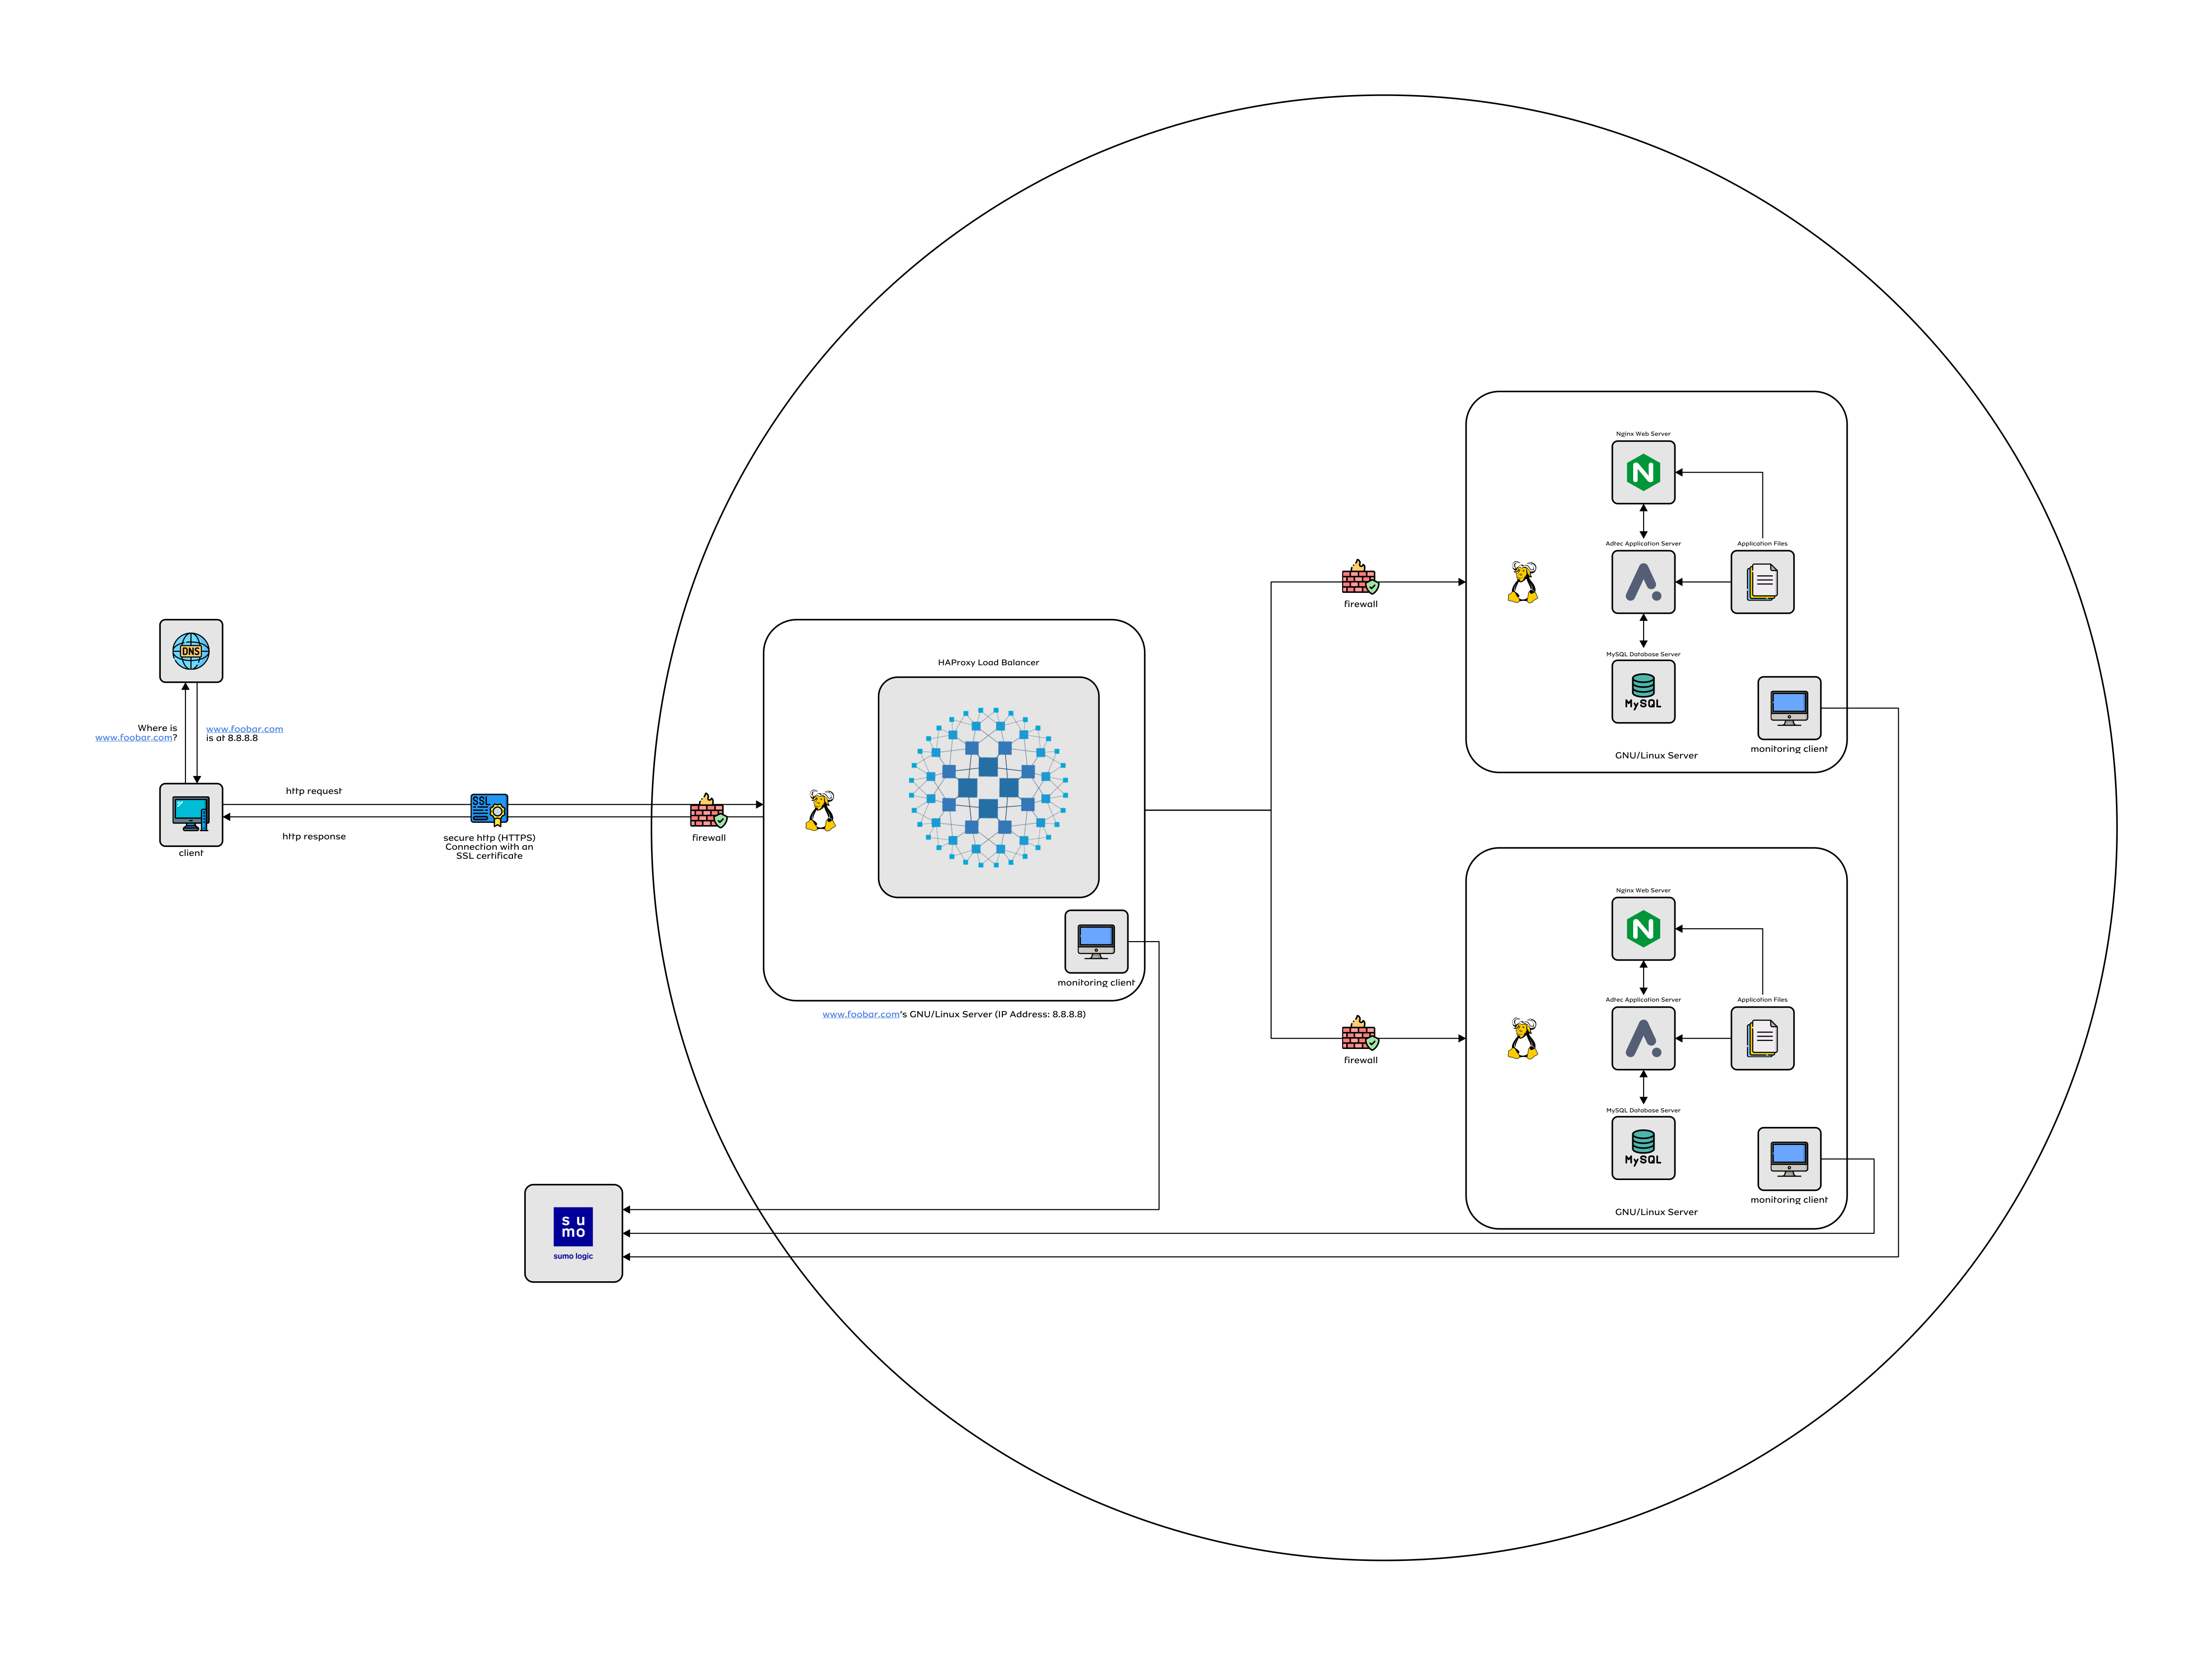 DNS
Where is
www.foobar.com?
www.foobar.com
is at 8.8.8.8
client
http request
http response
SSL
secure http (HTTPS)
Connection with an
SSL certificate
firewall
HAProxy Load Balancer
monitoring client
www.foobar.com's GNU/Linux Server (IP Address: 8.8.8.8)
firewall
Nginx Web Server
N
Adtec Application Server
Application Files
MySQL Database Server
MySQL
monitoring client
GNU/Linux Server
firewall
Nginx Web Server
N
Adtec Application Server
Application Files
MySQL Database Server
MySQL
monitoring client
GNU/Linux Server
su
mo
sumo logic